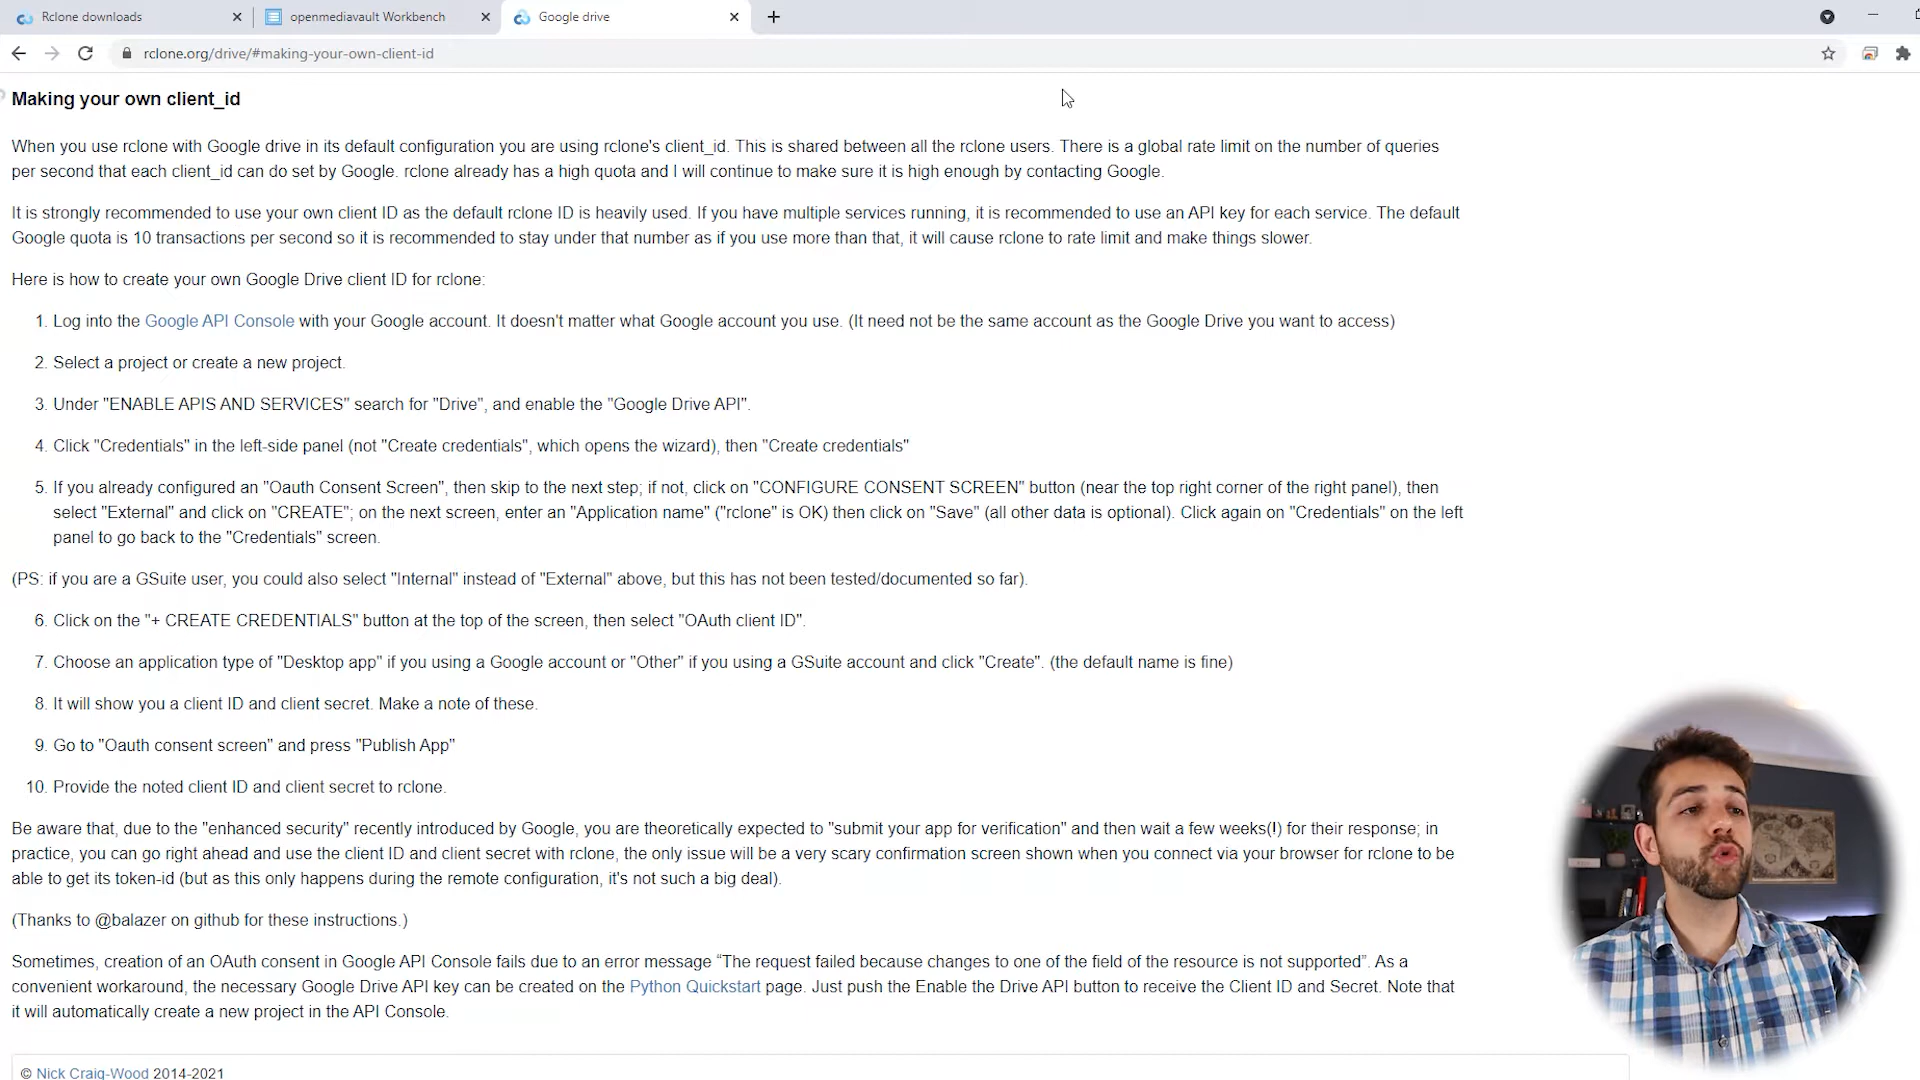 Rclone downloads
openmediavault Workbench
Google drive
rclone.org/drive/#making-your-own-client-id
Making your own client_id
When you use rclone with Google drive in its default configuration you are using rclone's client_id. This is shared between all the rclone users. There is a global rate limit on the number of queries
per second that each client_id can do set by Google. rclone already has a high quota and I will continue to make sure it is high enough by contacting Google.
It is strongly recommended to use your own client ID as the default rclone ID is heavily used. If you have multiple services running, it is recommended to use an API key for each service. The default
Google quota is 10 transactions per second so it is recommended to stay under that number as if you use more than that, it will cause rclone to rate limit and make things slower.
Here is how to create your own Google Drive client ID for rclone:
1. Log into the Google API Console with your Google account. It doesn't matter what Google account you use. (It need not be the same account as the Google Drive you want to access)
2. Select a project or create a new project.
3. Under "ENABLE APIS AND SERVICES" search for "Drive", and enable the "Google Drive API".
4. Click "Credentials" in the left-side panel (not "Create credentials", which opens the wizard), then "Create credentials"
5. If you already configured an "Oauth Consent Screen", then skip to the next step; if not, click on "CONFIGURE CONSENT SCREEN" button (near the top right corner of the right panel), then
select "External" and click on "CREATE"; on the next screen, enter an "Application name" ("rclone" is OK) then click on "Save" (all other data is optional). Click again on "Credentials" on the left
panel to go back to the "Credentials" screen.
(PS: if you are a GSuite user, you could also select "Internal" instead of "External" above, but this has not been tested/documented so far).
6. Click on the "+ CREATE CREDENTIALS" button at the top of the screen, then select "OAuth client ID".
7. Choose an application type of "Desktop app" if you using a Google account or "Other" if you using a GSuite account and click "Create". (the default name is fine)
8. It will show you a client ID and client secret. Make a note of these.
9. Go to "Oauth consent screen" and press "Publish App"
10. Provide the noted client ID and client secret to rclone.
Be aware that, due to the "enhanced security" recently introduced by Google, you are theoretically expected to "submit your app for verification" and then wait a few weeks(!) for their response; in
practice, you can go right ahead and use the client ID and client secret with rclone, the only issue will be a very scary confirmation screen shown when you connect via your browser for rclone to be
able to get its token-id (but as this only happens during the remote configuration, it's not such a big deal).
(Thanks to @balazer on github for these instructions.)
Sometimes, creation of an OAuth consent in Google API Console fails due to an error message “The request failed because changes to one of the field of the resource is not supported”. As a
convenient workaround, the necessary Google Drive API key can be created on the Python Quickstart page. Just push the Enable the Drive API button to receive the Client ID and Secret. Note that
it will automatically create a new project in the API Console.
© Nick Craig-Wood 2014-2021